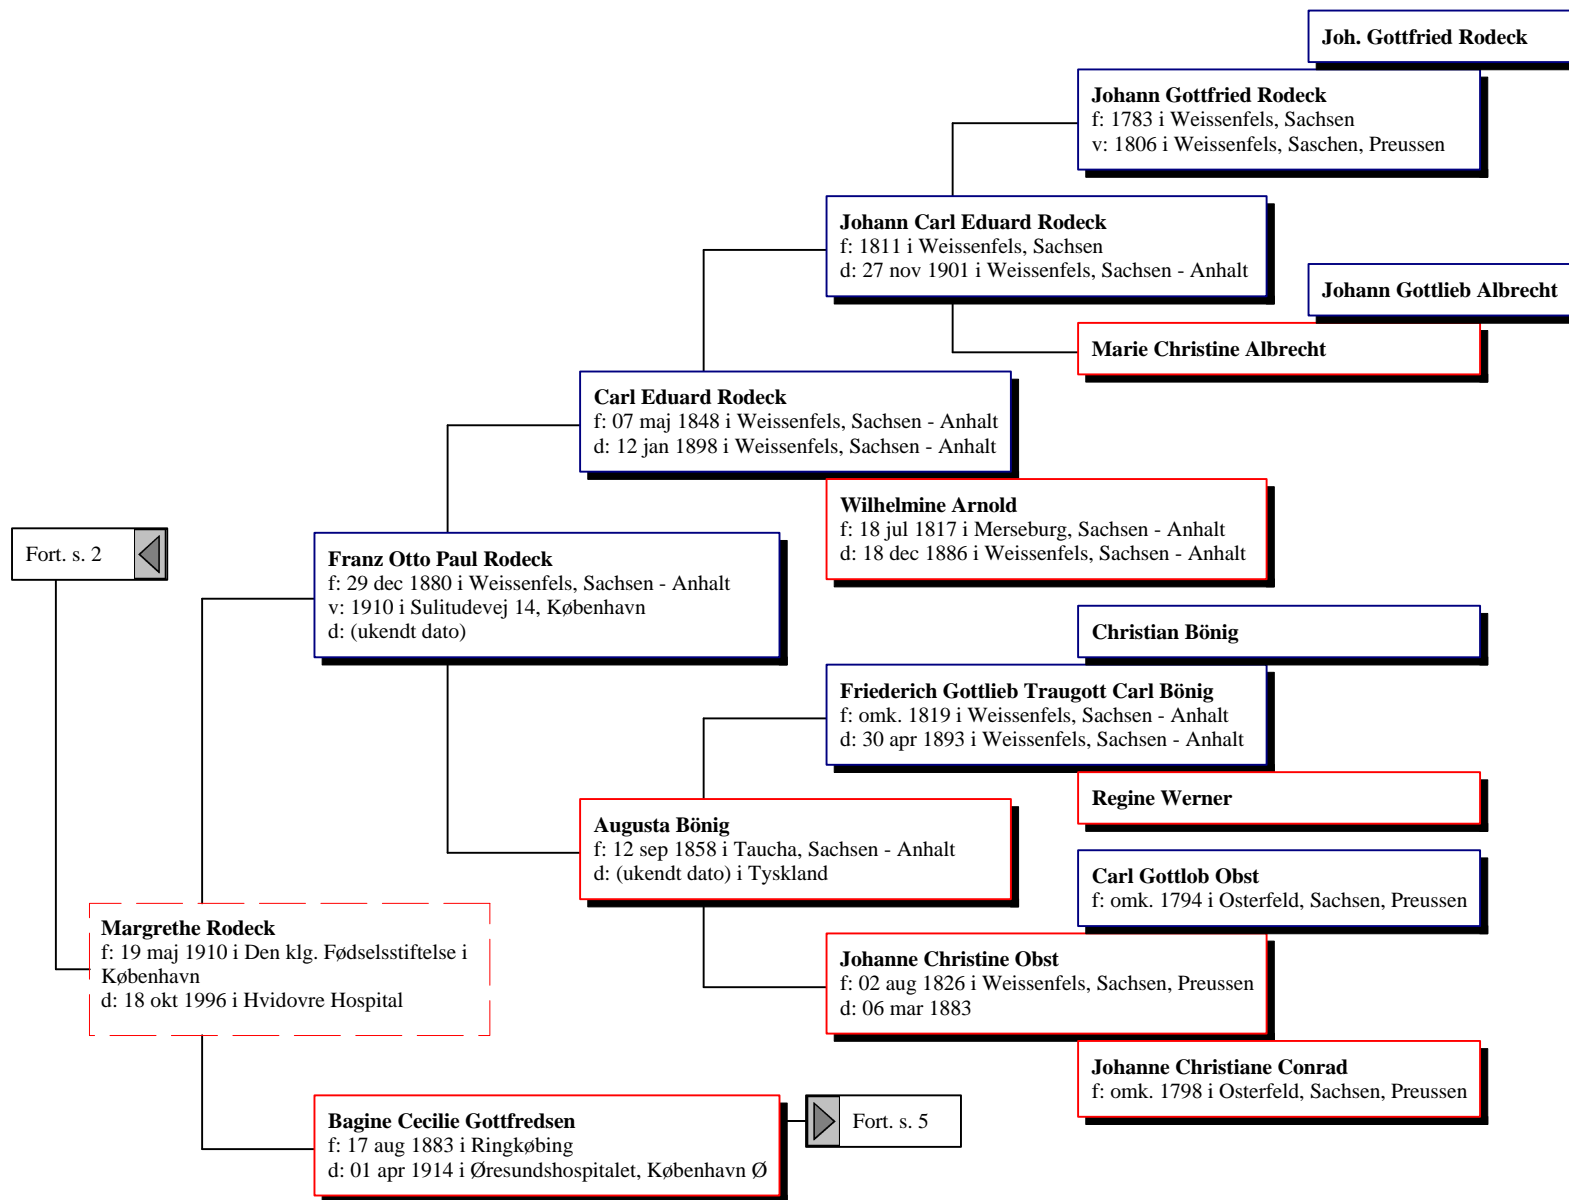 Joh. Gottfried Rodeck
Johann Gottfried Rodeck
f: 1783 i Weissenfels, Sachsen
v: 1806 i Weissenfels, Saschen, Preussen
Johann Carl Eduard Rodeck
f: 1811 i Weissenfels, Sachsen
d: 27 nov 1901 i Weissenfels, Sachsen - Anhalt
Johann Gottlieb Albrecht
Marie Christine Albrecht
Carl Eduard Rodeck
f: 07 maj 1848 i Weissenfels, Sachsen - Anhalt
d: 12 jan 1898 i Weissenfels, Sachsen - Anhalt
Wilhelmine Arnold
f: 18 jul 1817 i Merseburg, Sachsen - Anhalt
d: 18 dec 1886 i Weissenfels, Sachsen - Anhalt
Fort. s. 2
Franz Otto Paul Rodeck
f: 29 dec 1880 i Weissenfels, Sachsen - Anhalt
v: 1910 i Sulitudevej 14, København
d: (ukendt dato)
Christian Bönig
Friederich Gottlieb Traugott Carl Bönig
f: omk. 1819 i Weissenfels, Sachsen - Anhalt
d: 30 apr 1893 i Weissenfels, Sachsen - Anhalt
Regine Werner
Augusta Bönig
f: 12 sep 1858 i Taucha, Sachsen - Anhalt
d: (ukendt dato) i Tyskland
Carl Gottlob Obst
f: omk. 1794 i Osterfeld, Sachsen, Preussen
Margrethe Rodeck
f: 19 maj 1910 i Den klg. Fødselsstiftelse i
København
d: 18 okt 1996 i Hvidovre Hospital
Johanne Christine Obst
f: 02 aug 1826 i Weissenfels, Sachsen, Preussen
d: 06 mar 1883
Johanne Christiane Conrad
f: omk. 1798 i Osterfeld, Sachsen, Preussen
Bagine Cecilie Gottfredsen
f: 17 aug 1883 i Ringkøbing
d: 01 apr 1914 i Øresundshospitalet, København Ø
Fort. s. 5